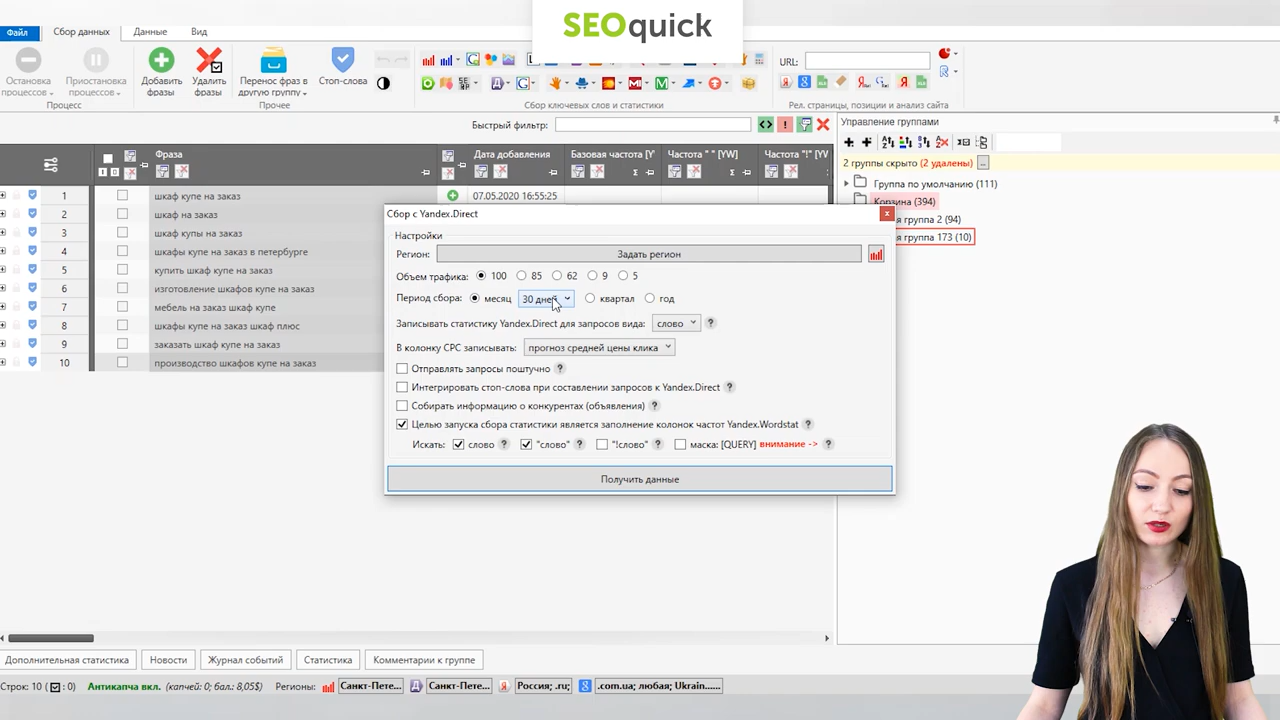 SEOquick
Файл
Сбор данных
Данные
Вид
Остановка процессов
Приостановка процессов
Процесс
Добавить фразы
Удалить фразы
Перенос фраз в другую группу
Стоп-слова
Прочее
Сбор ключевых слов и статистики
URL:
Рел. страницы, позиции и анализ сайта
Быстрый фильтр:
Управление группами
2 группы скрыто (2 удалены)
Группа по умолчанию (111)
Корзина (394)
я группа 2 (94)
я группа 173 (10)
Фраза
Дата добавления
Базовая частота [Y
Частота " " [YW]
Частота "!" [YW
1 шкаф купе на заказ 07.05.2020 16:55:25
2 шкаф на заказ
3 шкаф купы на заказ
4 шкафы купе на заказ в петербурге
5 купить шкаф купе на заказ
6 изготовление шкафов купе на заказ
7 мебель на заказ шкаф купе
8 шкафы купе на заказ шкаф плюс
9 заказать шкаф купе на заказ
10 производство шкафов купе на заказ
Сбор с Yandex.Direct
Настройки
Регион: Задать регион
Объем трафика: 100 85 62 9 5
Период сбора: месяц 30 дней квартал год
Записывать статистику Yandex.Direct для запросов вида: слово ?
В колонку CPC записывать: прогноз средней цены клика
Отправлять запросы поштучно ?
Интегрировать стоп-слова при составлении запросов к Yandex.Direct ?
Собирать информацию о конкурентах (объявления) ?
Целью запуска сбора статистики является заполнение колонок частот Yandex.Wordstat ?
Искать: слово ? "слово" ? "!слово" ? маска: [QUERY] внимание -> ?
Получить данные
Дополнительная статистика
Новости
Журнал событий
Статистика
Комментарии к группе
Строк: 10 ( : 0)
Антикапча вкл. (капчей: 0; бал.: 8,05$)
Регионы:
Санкт-Пете...
Санкт-Пете...
Россия; .ru;
.com.ua; любая; Ukrain......